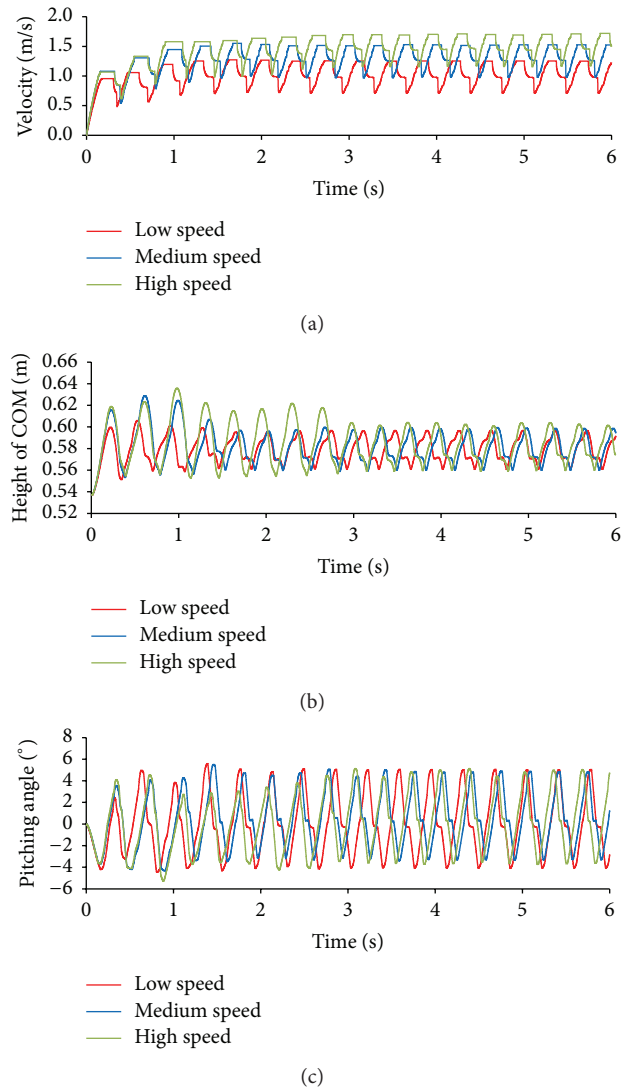 Velocity (m/s)
2.0
1.5
1.0
0.5
0.0
0 1 2 3 4 5 6
Time (s)
Low speed
Medium speed
High speed
(a)
Height of COM (m)
0.66
0.64
0.62
0.60
0.58
0.56
0.54
0.52
0 1 2 3 4 5 6
Time (s)
Low speed
Medium speed
High speed
(b)
Pitching angle (°)
8
6
4
2
0
−2
−4
−6
0 1 2 3 4 5 6
Time (s)
Low speed
Medium speed
High speed
(c)